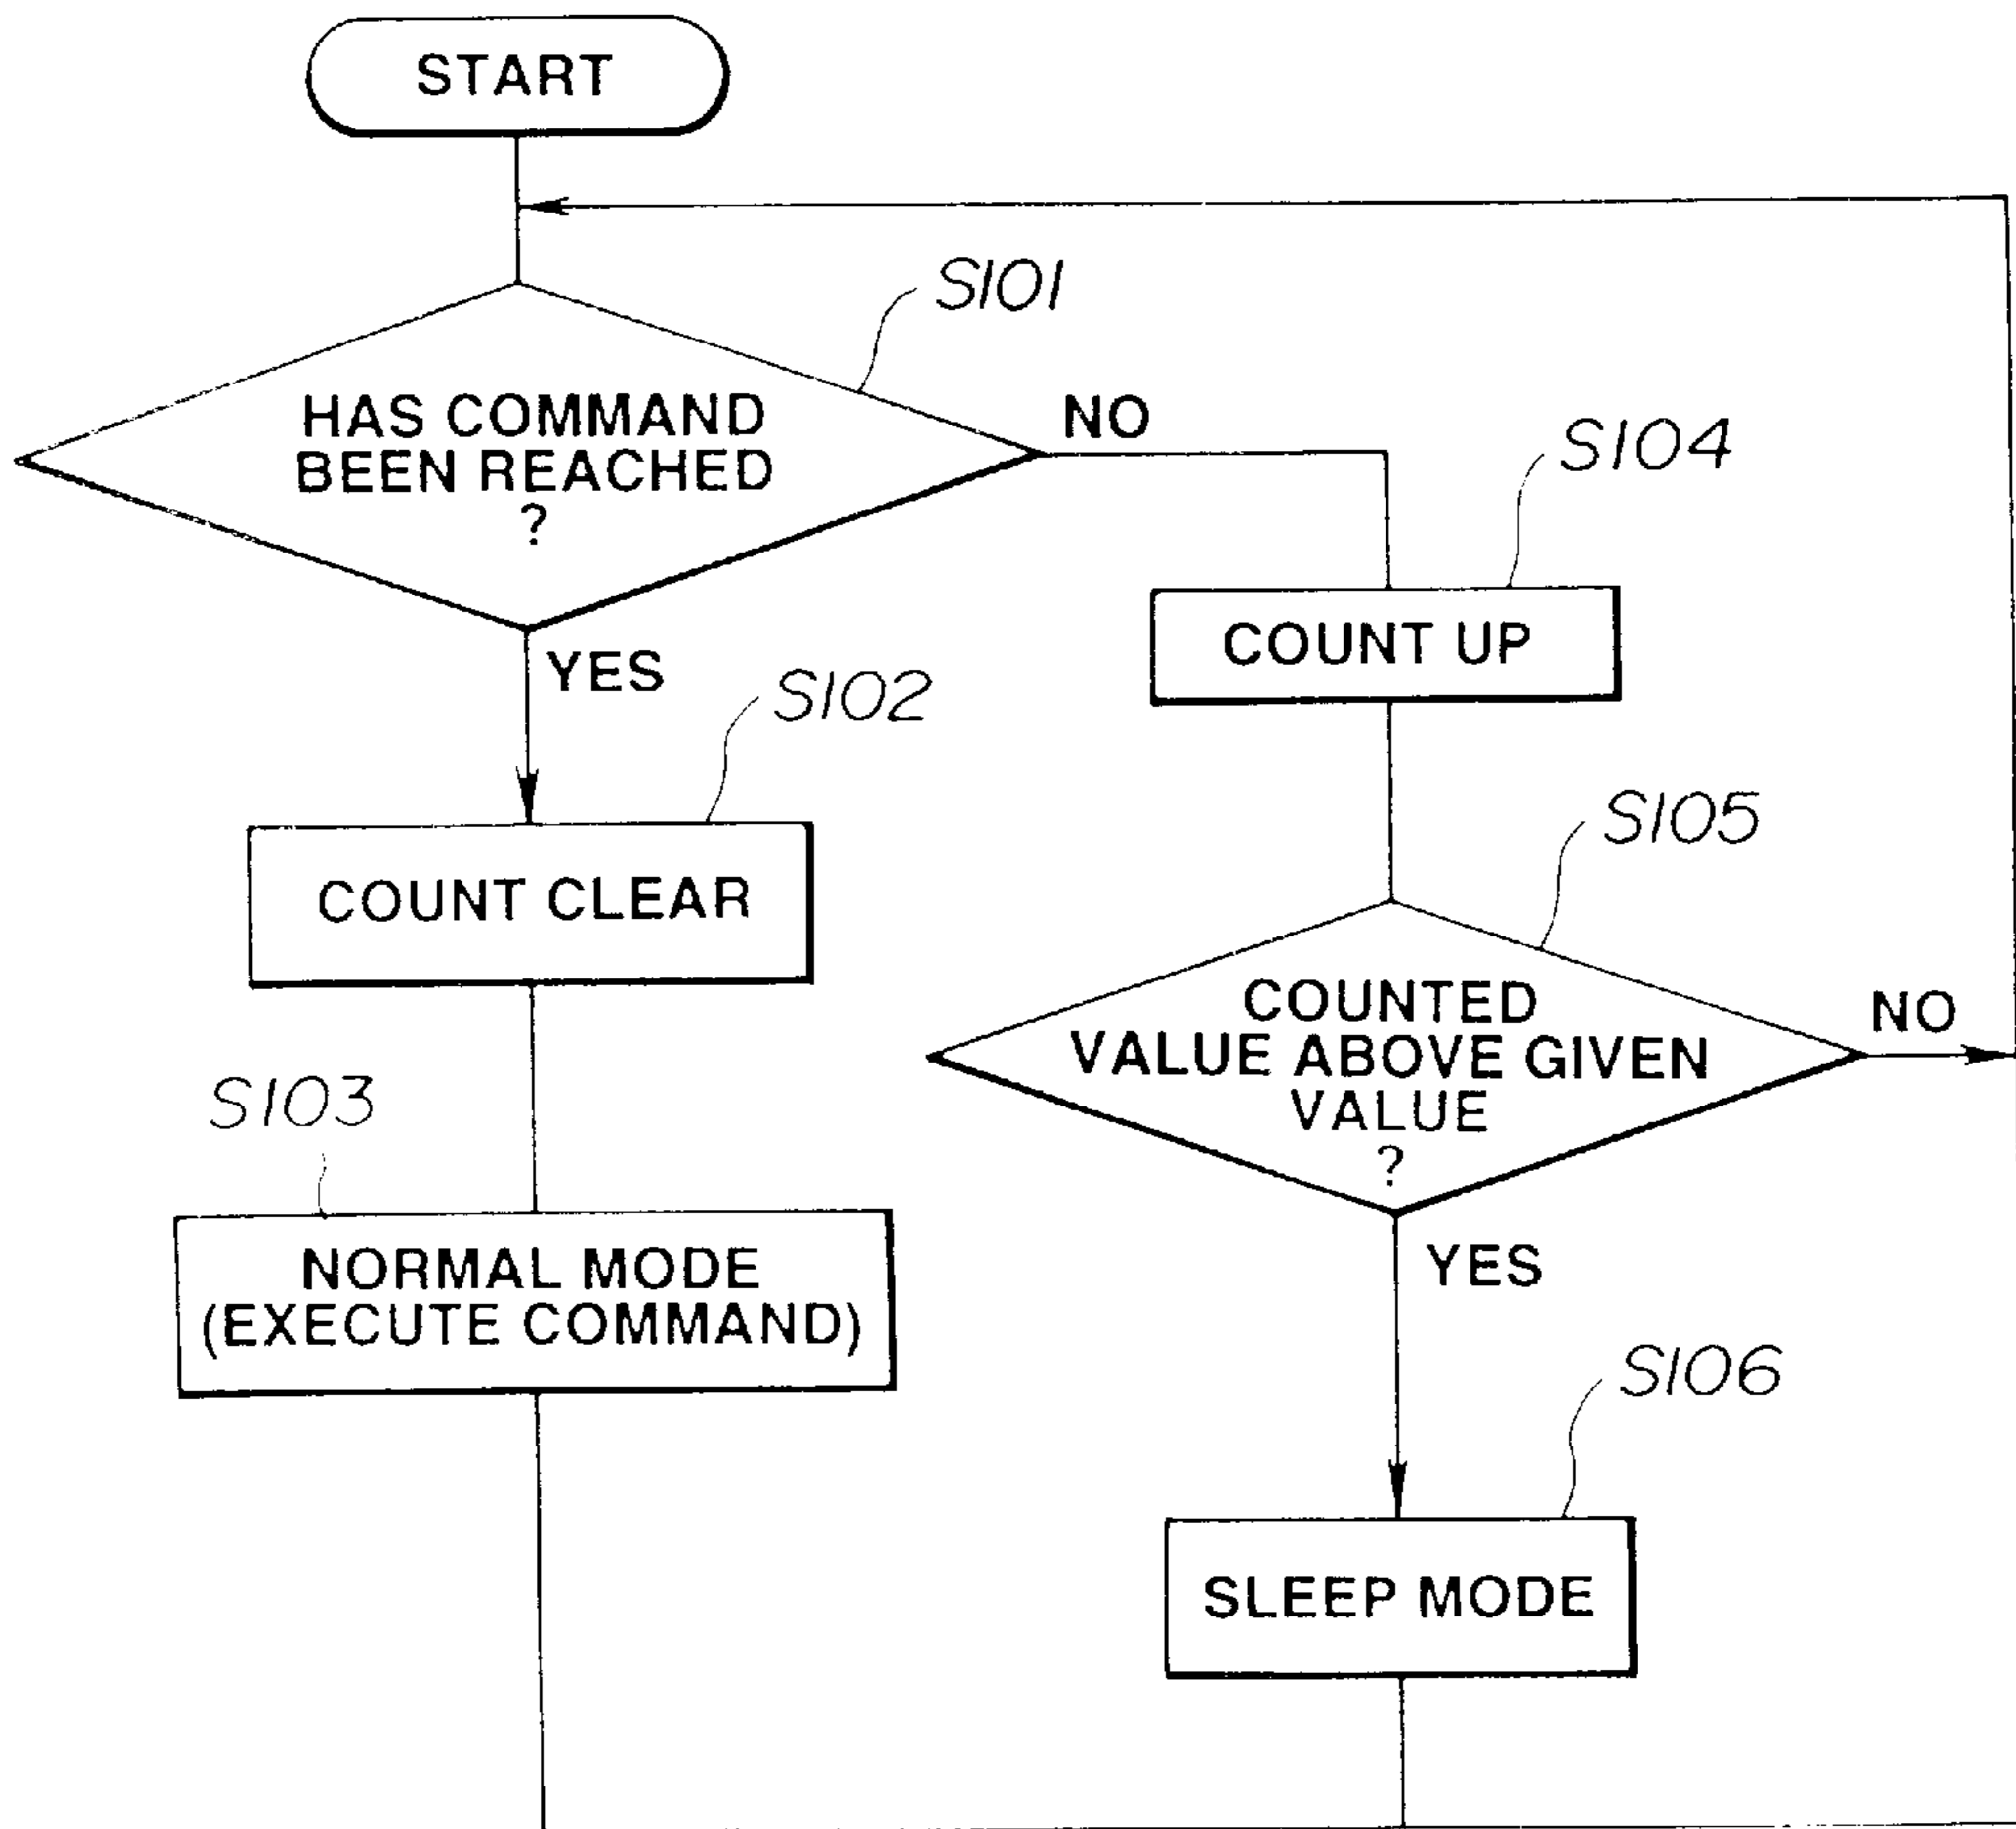 START
S101
HAS COMMAND
BEEN REACHED
?
NO
S104
COUNT UP
YES
S102
COUNT CLEAR
S105
COUNTED
VALUE ABOVE GIVEN
VALUE
?
NO
S103
NORMAL MODE
(EXECUTE COMMAND)
YES
S106
SLEEP MODE